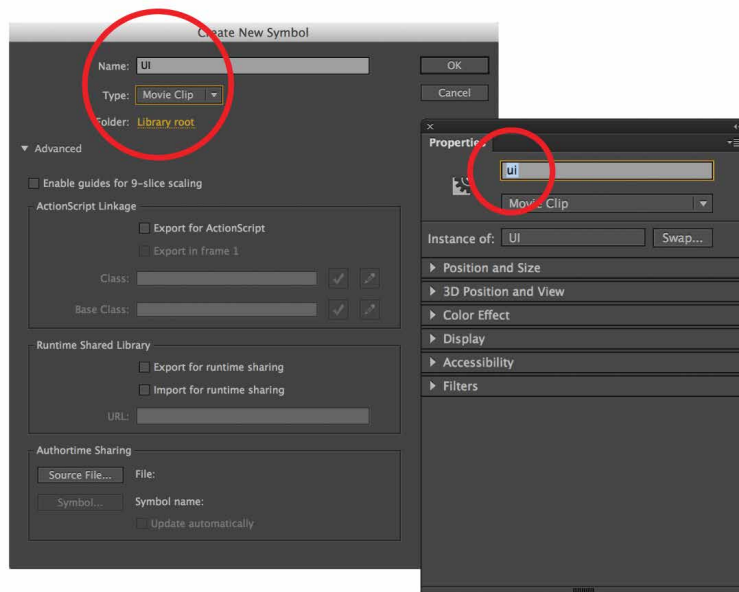 Create New Symbol
Name: UI
OK
Type: Movie Clip
Cancel
Folder: Library root
Advanced
Enable guides for 9-slice scaling
ActionScript Linkage
Export for ActionScript
Export in frame 1
Class:
Base Class:
Runtime Shared Library
Export for runtime sharing
Import for runtime sharing
URL:
Authortime Sharing
Source File... File:
Symbol... Symbol name:
Update automatically
Properties
ui
Movie Clip
Instance of: UI Swap...
Position and Size
3D Position and View
Color Effect
Display
Accessibility
Filters